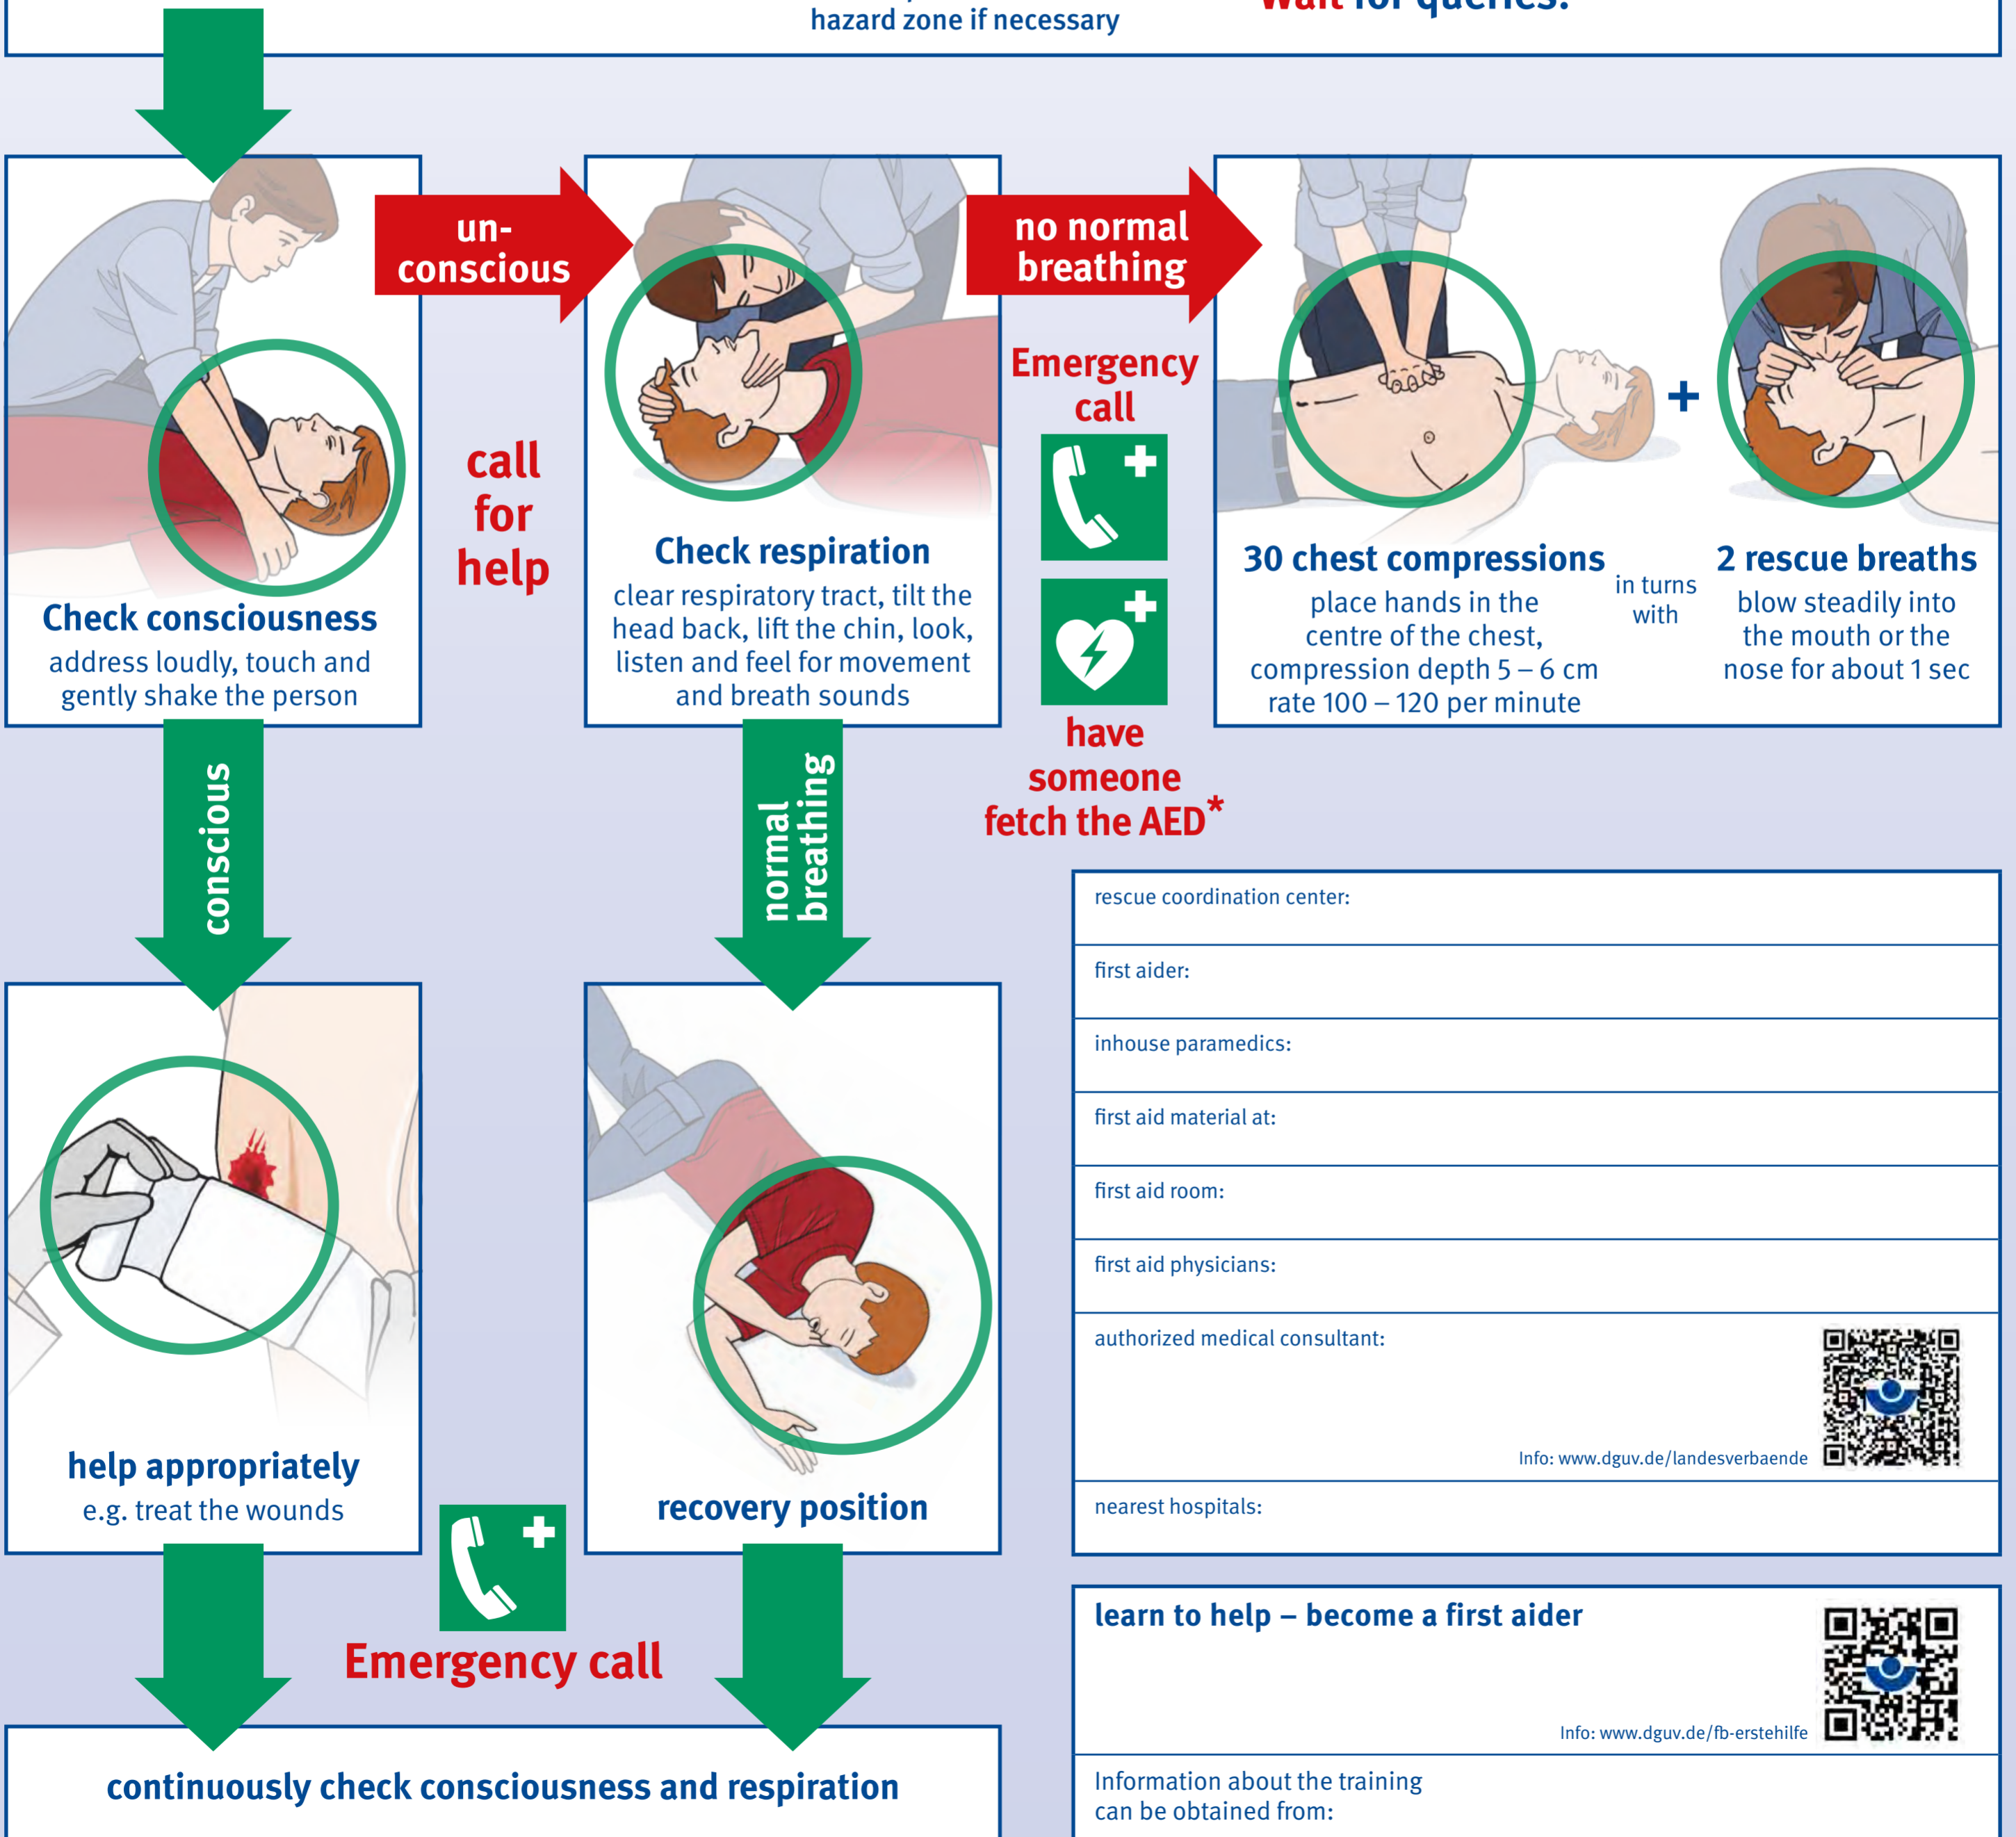 hazard zone if necessary
Wait for queries!
Check consciousness
address loudly, touch and
gently shake the person
un-
conscious
call
for
help
Check respiration
clear respiratory tract, tilt the
head back, lift the chin, look,
listen and feel for movement
and breath sounds
no normal
breathing
Emergency
call
have
someone
fetch the AED*
30 chest compressions
place hands in the
centre of the chest,
compression depth 5 – 6 cm
rate 100 – 120 per minute
+
in turns
with
2 rescue breaths
blow steadily into
the mouth or the
nose for about 1 sec
conscious
normal
breathing
help appropriately
e.g. treat the wounds
recovery position
Emergency call
continuously check consciousness and respiration
rescue coordination center:
first aider:
inhouse paramedics:
first aid material at:
first aid room:
first aid physicians:
authorized medical consultant:
Info: www.dguv.de/landesverbaende
nearest hospitals:
learn to help – become a first aider
Info: www.dguv.de/fb-erstehilfe
Information about the training
can be obtained from: